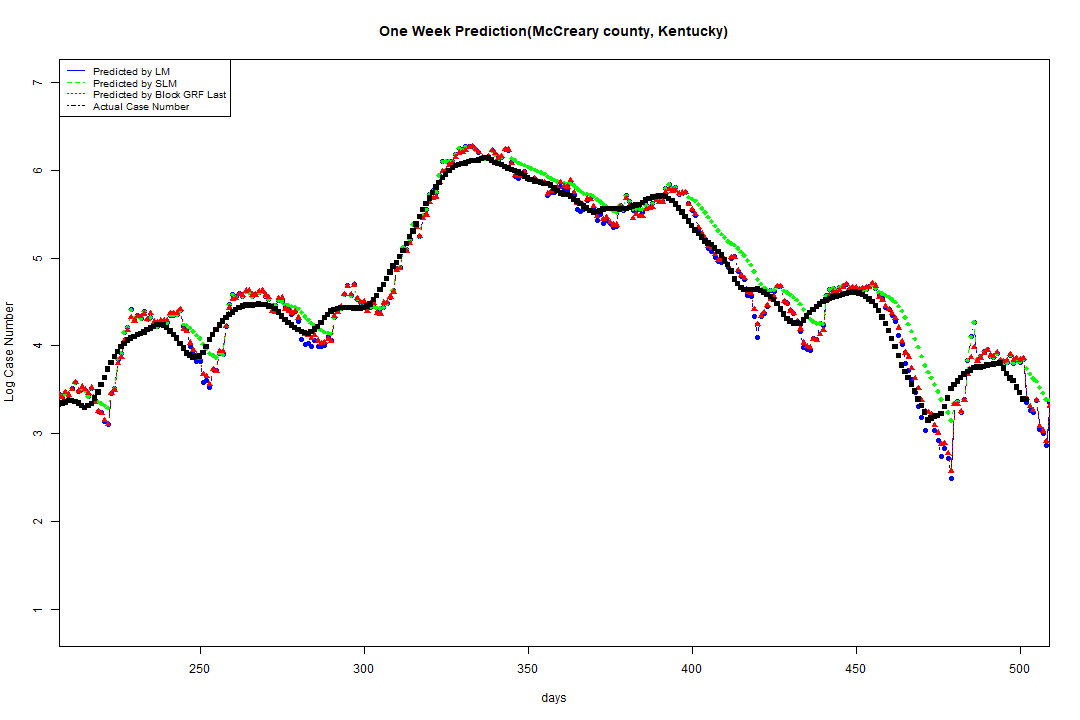 One Week Prediction(McCreary county, Kentucky)
Predicted by LM
Predicted by SLM
Predicted by Block GRF Last
Actual Case Number
Log Case Number
7
6
5
4
3
2
1
250 300 350 400 450 500
days